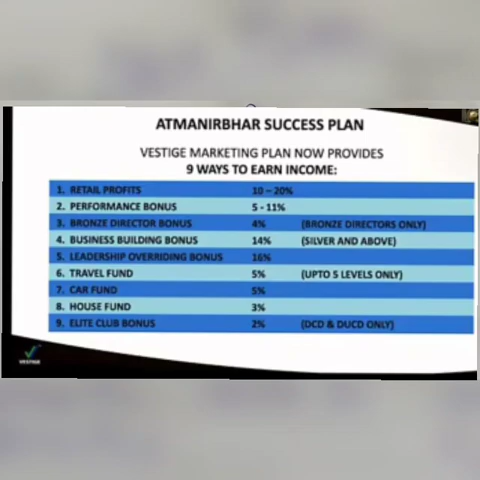 ATMANIRBHAR SUCCESS PLAN
VESTIGE MARKETING PLAN NOW PROVIDES
9 WAYS TO EARN INCOME:
1. RETAIL PROFITS 10 – 20%
2. PERFORMANCE BONUS 5 - 11%
3. BRONZE DIRECTOR BONUS 4% (BRONZE DIRECTORS ONLY)
4. BUSINESS BUILDING BONUS 14% (SILVER AND ABOVE)
5. LEADERSHIP OVERRIDING BONUS 16%
6. TRAVEL FUND 5% (UPTO 5 LEVELS ONLY)
7. CAR FUND 5%
8. HOUSE FUND 3%
9. ELITE CLUB BONUS 2% (DCD & DUCD ONLY)
VESTIGE